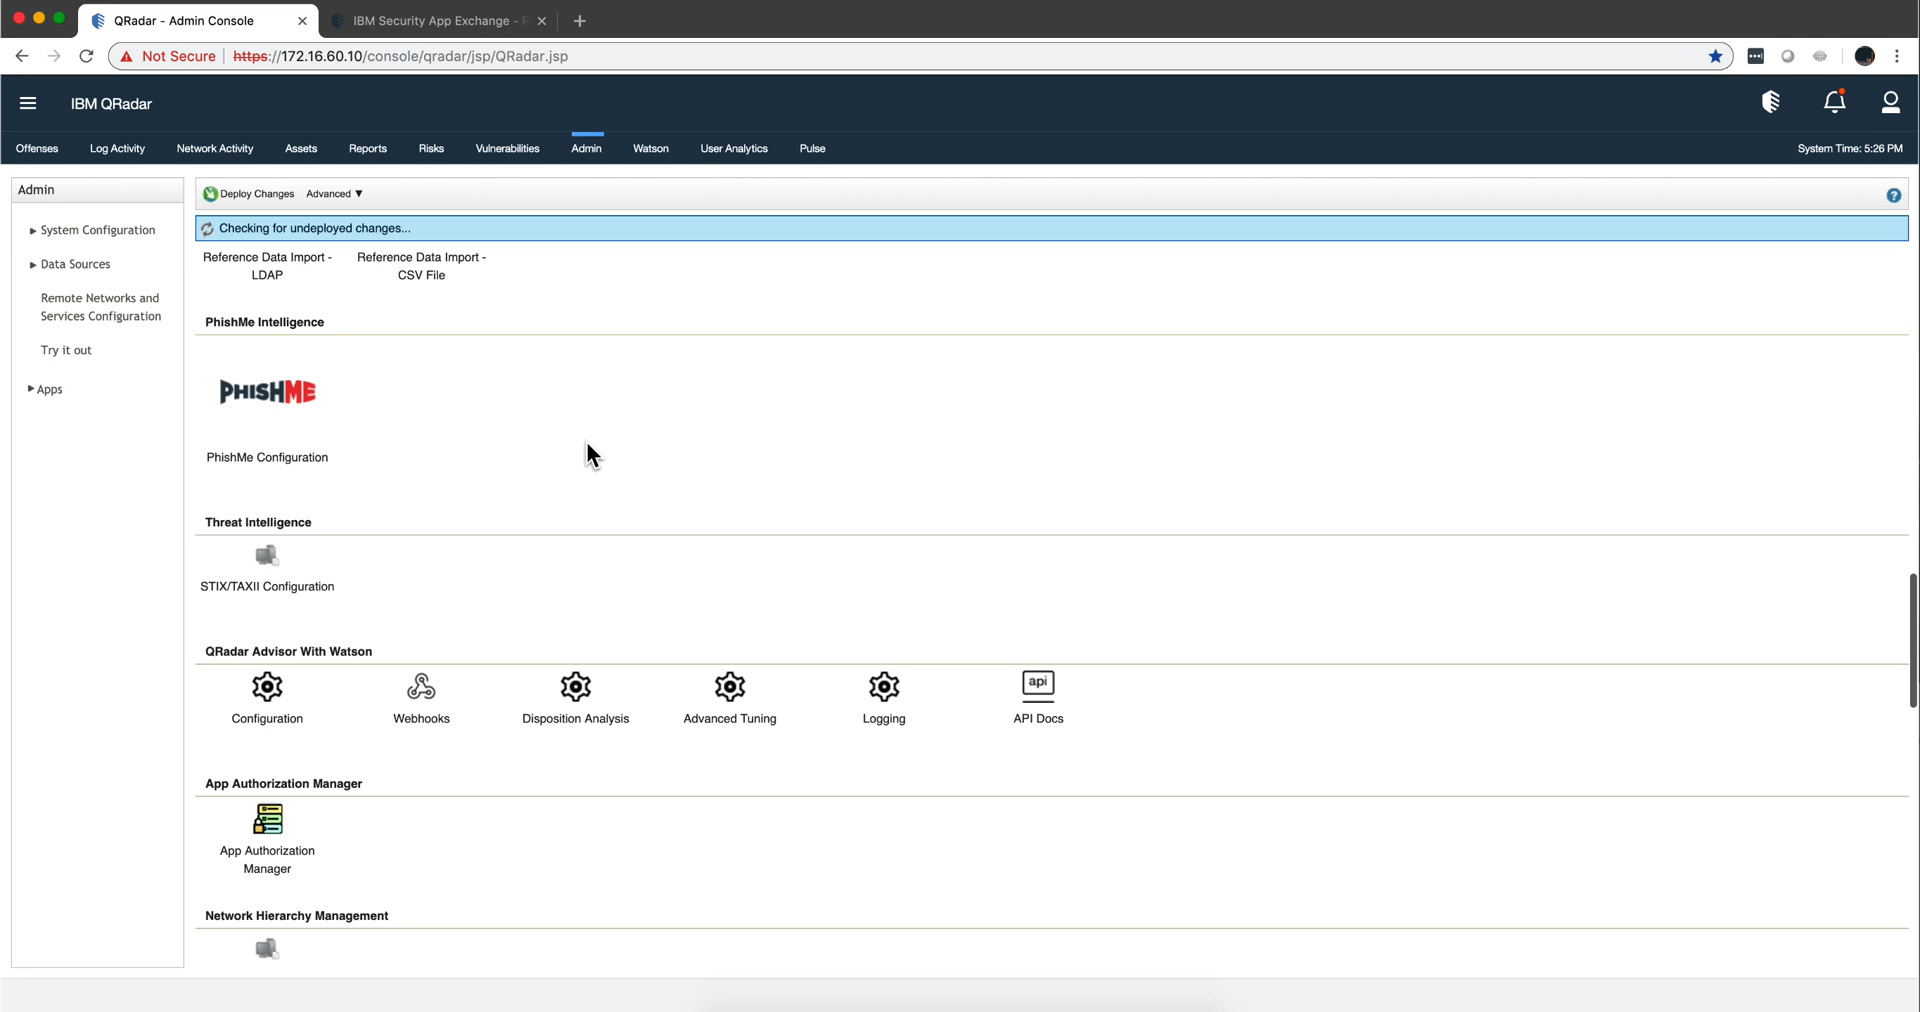 QRadar - Admin Console
IBM Security App Exchange -
Not Secure https://172.16.60.10/console/qradar/jsp/QRadar.jsp
IBM QRadar
Offenses Log Activity Network Activity Assets Reports Risks Vulnerabilities Admin Watson User Analytics Pulse System Time: 5:26 PM
Admin
Deploy Changes Advanced ▼
?
Checking for undeployed changes...
System Configuration
Data Sources
Remote Networks and
Services Configuration
Try it out
Apps
Reference Data Import -
LDAP
Reference Data Import -
CSV File
PhishMe Intelligence
PHISHME
PhishMe Configuration
Threat Intelligence
STIX/TAXII Configuration
QRadar Advisor With Watson
api
Configuration Webhooks Disposition Analysis Advanced Tuning Logging API Docs
App Authorization Manager
App Authorization
Manager
Network Hierarchy Management